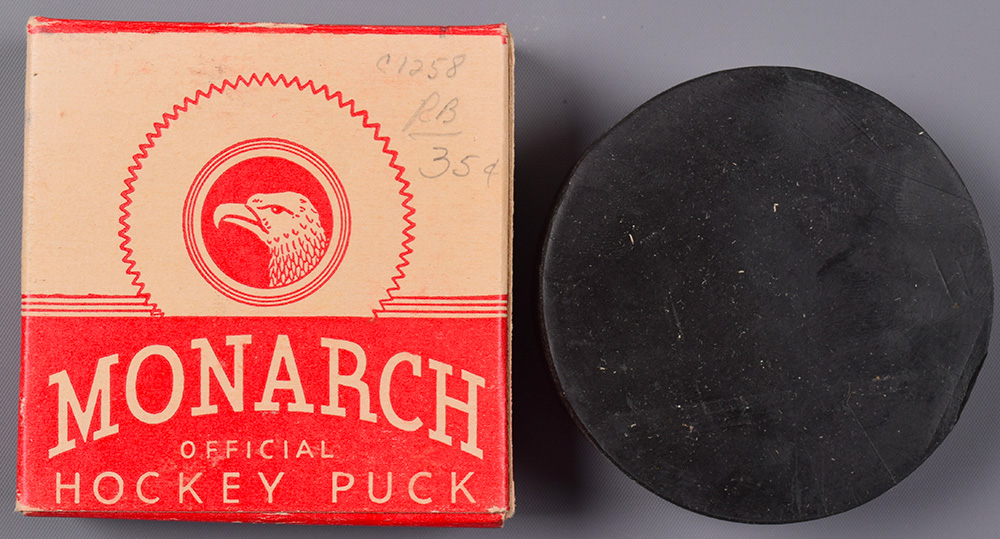 C1258
RB
35¢
MONARCH
OFFICIAL
HOCKEY PUCK